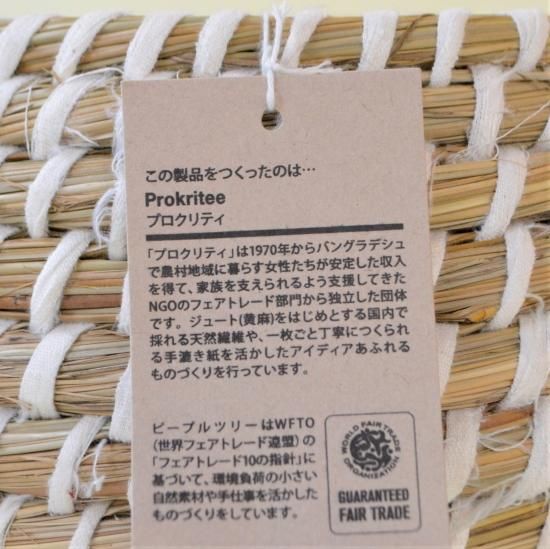 この製品をつくったのは…
Prokritee
プロクリティ
「プロクリティ」は1970年からバングラデシュ
で農村地域に暮らす女性たちが安定した収入
を得て、家族を支えられるよう支援してきた
NGOのフェアトレード部門から独立した団体
です。ジュート(黄麻)をはじめとする国内で
採れる天然繊維や、一枚ごと丁寧につくられ
る手漉き紙を活かしたアイディアあふれる
ものづくりを行っています。
ピープルツリーはWFTO
(世界フェアトレード連盟)の
「フェアトレード10の指針」に
基づいて、環境負荷の小さい
自然素材や手仕事を活かした
ものづくりをしています。
WORLD FAIR TRADE
ORGANIZATION
GUARANTEED
FAIR TRADE